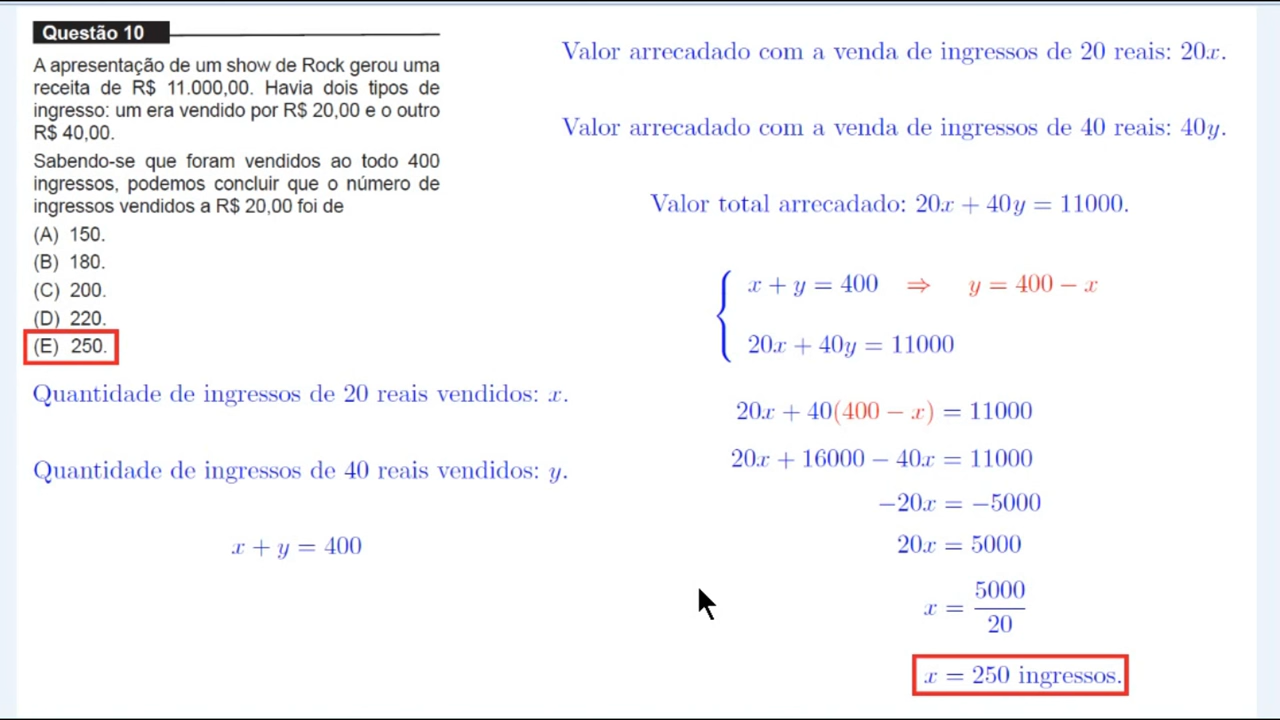 Questão 10
A apresentação de um show de Rock gerou uma
receita de R$ 11.000,00. Havia dois tipos de
ingresso: um era vendido por R$ 20,00 e o outro
R$ 40,00.
Sabendo-se que foram vendidos ao todo 400
ingressos, podemos concluir que o número de
ingressos vendidos a R$ 20,00 foi de
(A) 150.
(B) 180.
(C) 200.
(D) 220.
(E) 250.
Quantidade de ingressos de 20 reais vendidos: x.
Quantidade de ingressos de 40 reais vendidos: y.
x + y = 400
Valor arrecadado com a venda de ingressos de 20 reais: 20x.
Valor arrecadado com a venda de ingressos de 40 reais: 40y.
Valor total arrecadado: 20x + 40y = 11000.
x + y = 400 ⇒ y = 400 − x
20x + 40y = 11000
20x + 40(400 − x) = 11000
20x + 16000 − 40x = 11000
−20x = −5000
20x = 5000
x = 5000/20
x = 250 ingressos.